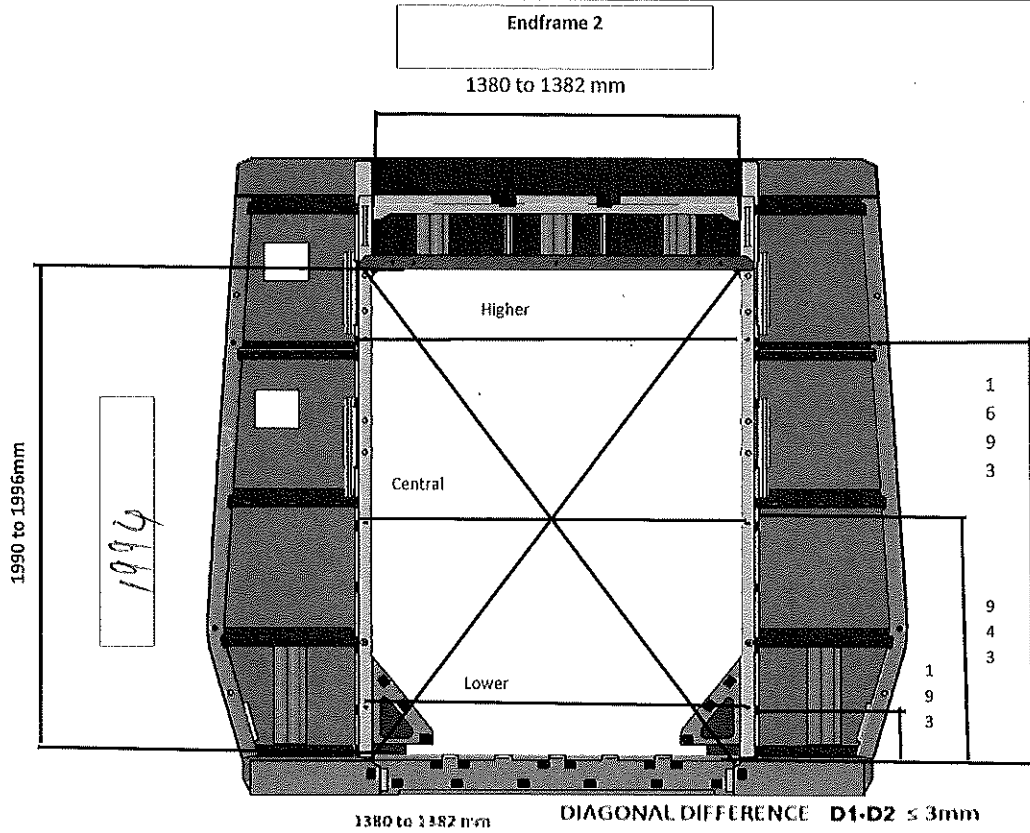 Endframe 2
1380 to 1382 mm
Higher
1
6
9
3
Central
1990 to 1996mm
1994
9
4
3
Lower
1
9
3
1380 to 1382 mm
DIAGONAL DIFFERENCE D1-D2 ≤ 3mm